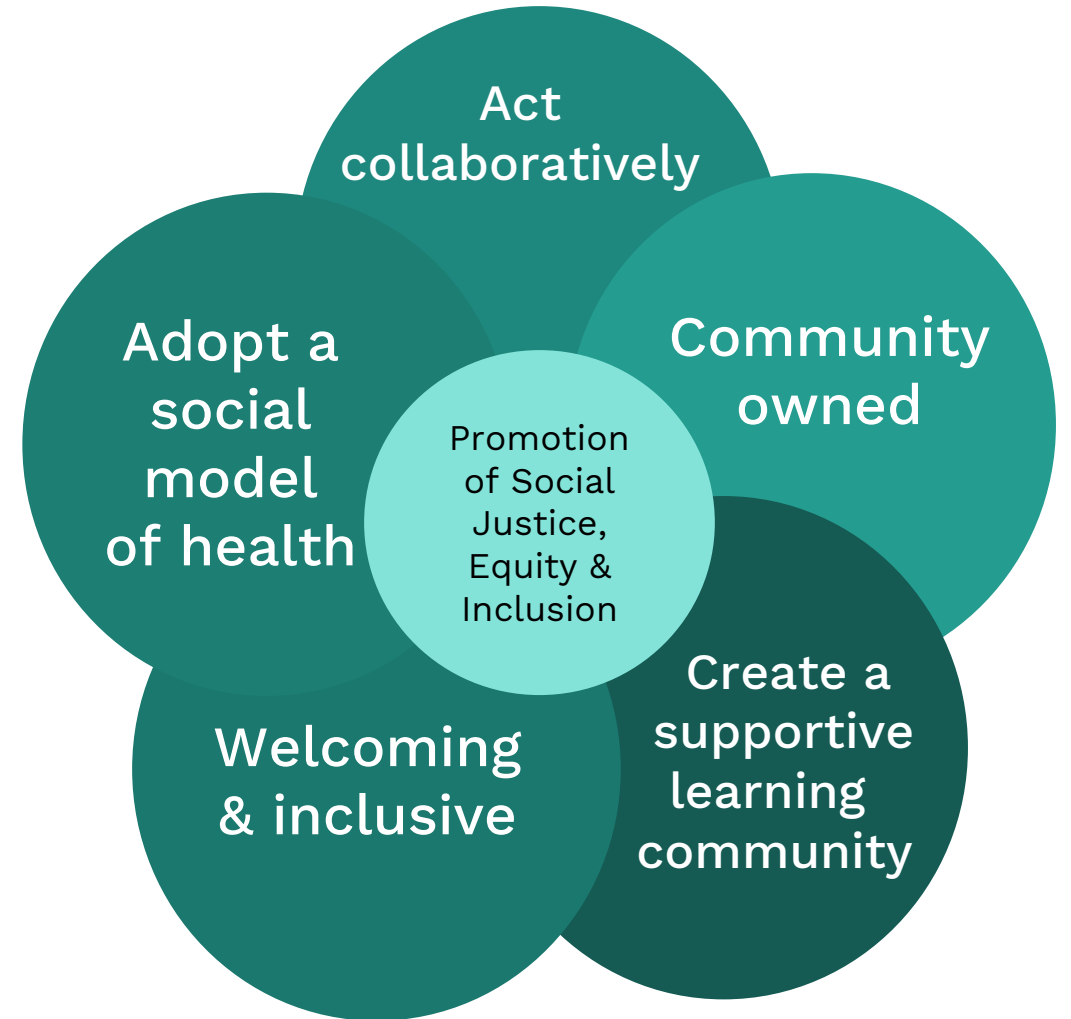 Act
collaboratively
Community
owned
Create a
supportive
learning
community
Welcoming
& inclusive
Adopt a
social
model
of health
Promotion
of Social
Justice,
Equity &
Inclusion